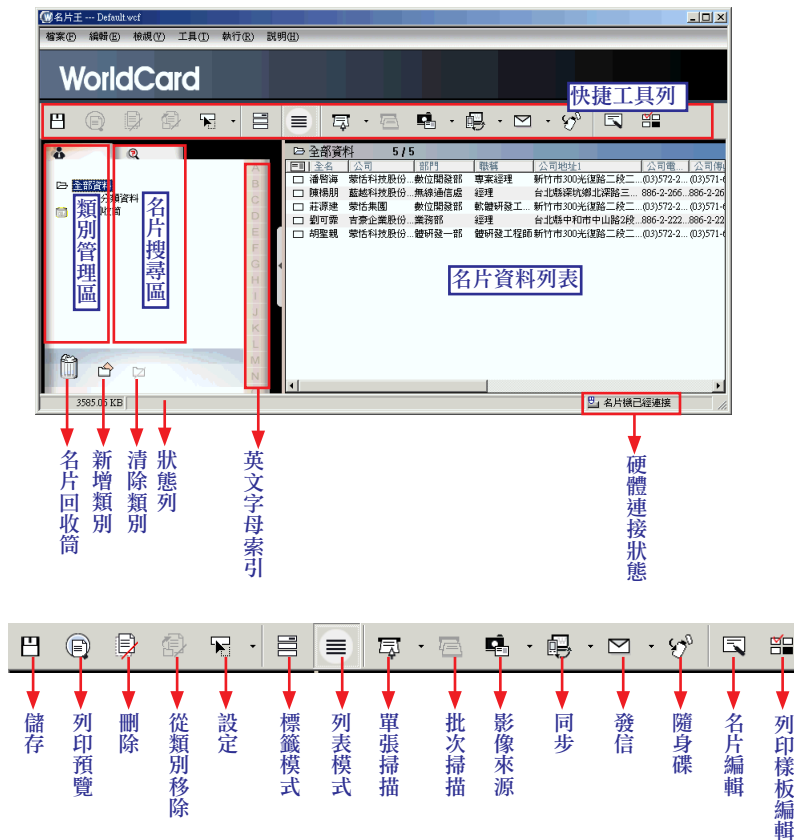 名片王 --- Default.wcf
檔案(F) 編輯(E) 檢視(V) 工具(T) 執行(R) 說明(H)
WorldCard
快捷工具列
全部資料 5 / 5
全名 公司 部門 職稱 公司地址1 公司電... 公司傳
潘啓海 蒙恬科技股份... 數位開發部 專案經理 新竹市300光復路二段二... (03)572-2... (03)571-6
陳楊朋 藍越科技股份... 無線通信處 經理 台北縣深坑鄉北深路三... 886-2-266... 886-2-26
莊源建 蒙恬集團 數位開發部 軟體研發工... 新竹市300光復路二段二... (03)572-2... (03)571-6
劉可霖 吉豪企業股份... 業務部 經理 台北縣中和市中山路2段... 886-2-222... 886-2-22
胡聖親 蒙恬科技股份... 體研發一部 體研發工程師 新竹市300光復路二段二... (03)572-2... (03)571-6
全部資料
類別管理區
名片搜尋區
名片資料列表
A
B
C
D
E
F
G
H
I
J
K
L
M
N
3585.05 KB
名片機已經連接
名片回收筒
新增類別
清除類別
狀態列
英文字母索引
硬體連接狀態
儲存
列印預覽
刪除
從類別移除
設定
標籤模式
列表模式
單張掃描
批次掃描
影像來源
同步
發信
隨身碟
名片編輯
列印樣板編輯